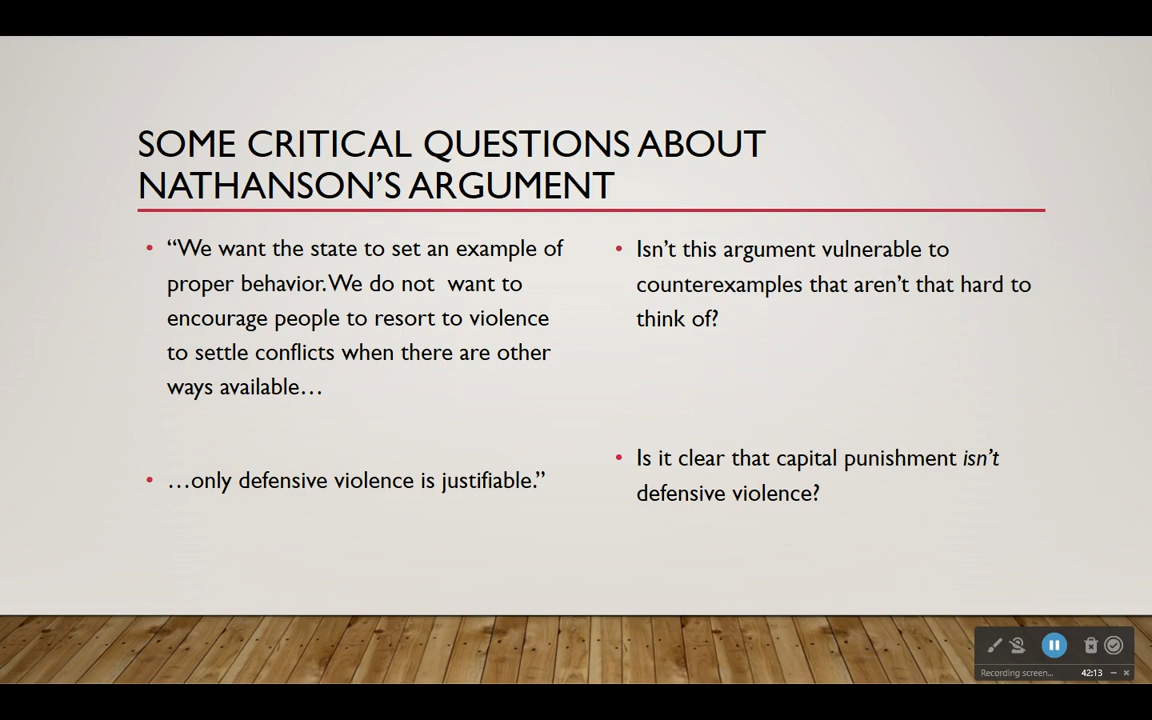 SOME CRITICAL QUESTIONS ABOUT
NATHANSON’S ARGUMENT
• “We want the state to set an example of
proper behavior. We do not  want to
encourage people to resort to violence
to settle conflicts when there are other
ways available…
• …only defensive violence is justifiable.”
• Isn’t this argument vulnerable to
counterexamples that aren’t that hard to
think of?
• Is it clear that capital punishment isn’t
defensive violence?
Recording screen... 42:13